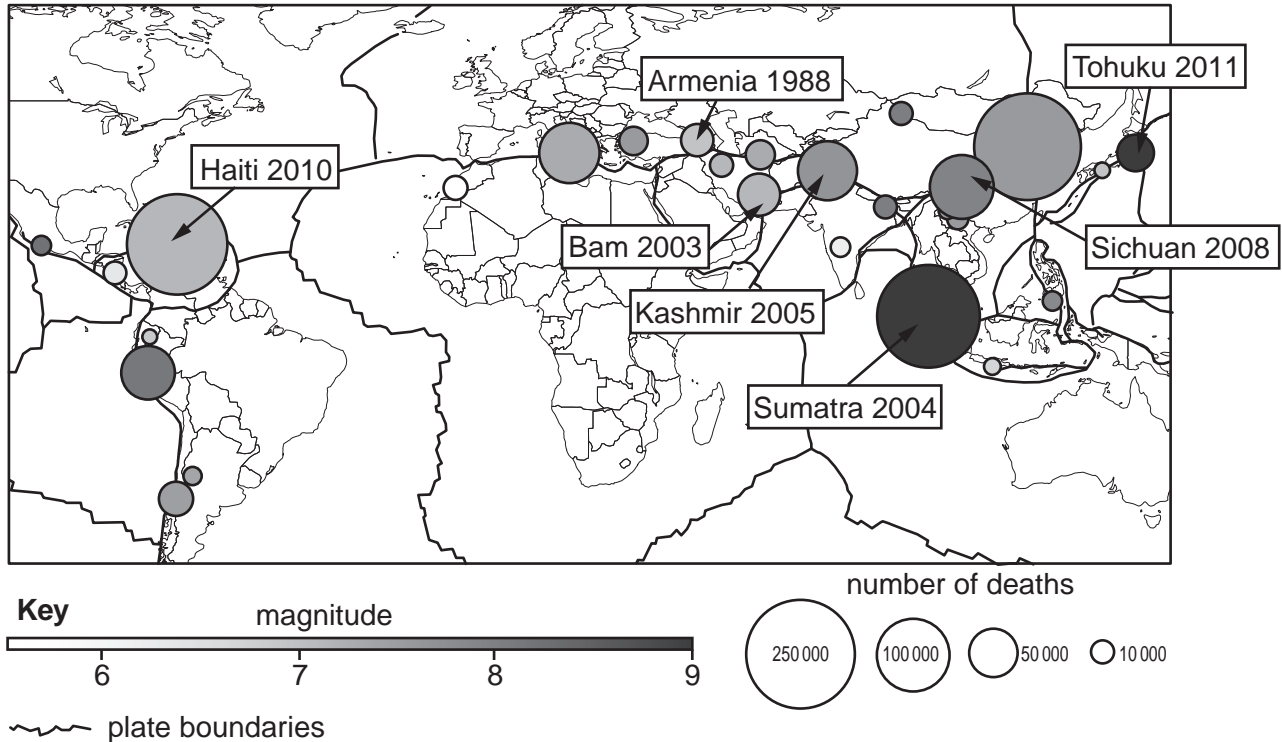 Tohuku 2011
Armenia 1988
Haiti 2010
Bam 2003
Sichuan 2008
Kashmir 2005
Sumatra 2004
number of deaths
Key
magnitude
250 000
100 000
50 000
10 000
6
7
8
9
plate boundaries